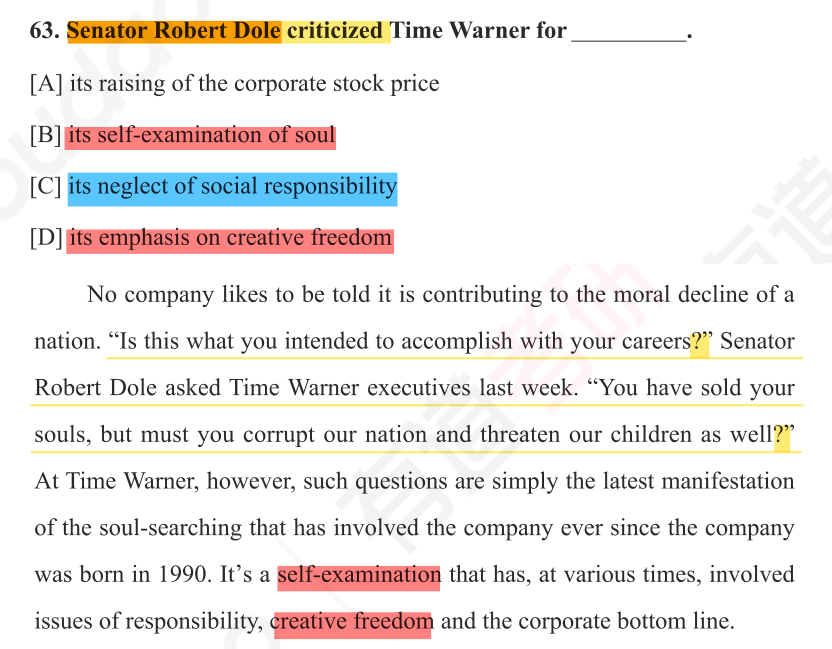 63. Senator Robert Dole criticized Time Warner for __________.
[A] its raising of the corporate stock price
[B] its self-examination of soul
[C] its neglect of social responsibility
[D] its emphasis on creative freedom
No company likes to be told it is contributing to the moral decline of a
nation. “Is this what you intended to accomplish with your careers?” Senator
Robert Dole asked Time Warner executives last week. “You have sold your
souls, but must you corrupt our nation and threaten our children as well?”
At Time Warner, however, such questions are simply the latest manifestation
of the soul-searching that has involved the company ever since the company
was born in 1990. It’s a self-examination that has, at various times, involved
issues of responsibility, creative freedom and the corporate bottom line.